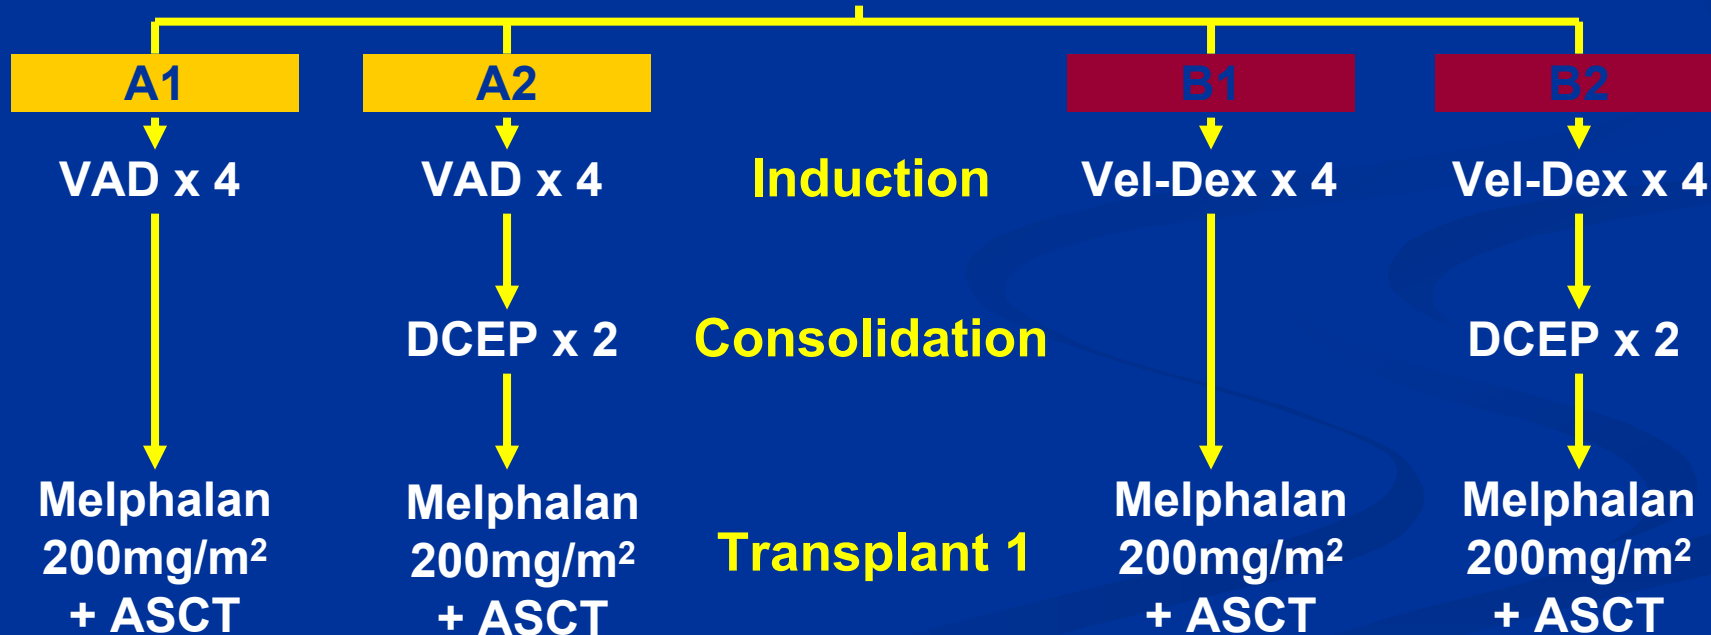 A1 A2 B1 B2
VAD x 4 VAD x 4 Induction Vel-Dex x 4 Vel-Dex x 4
DCEP x 2 Consolidation DCEP x 2
Melphalan Melphalan Melphalan Melphalan
200mg/m² 200mg/m² Transplant 1 200mg/m² 200mg/m²
+ ASCT + ASCT + ASCT + ASCT